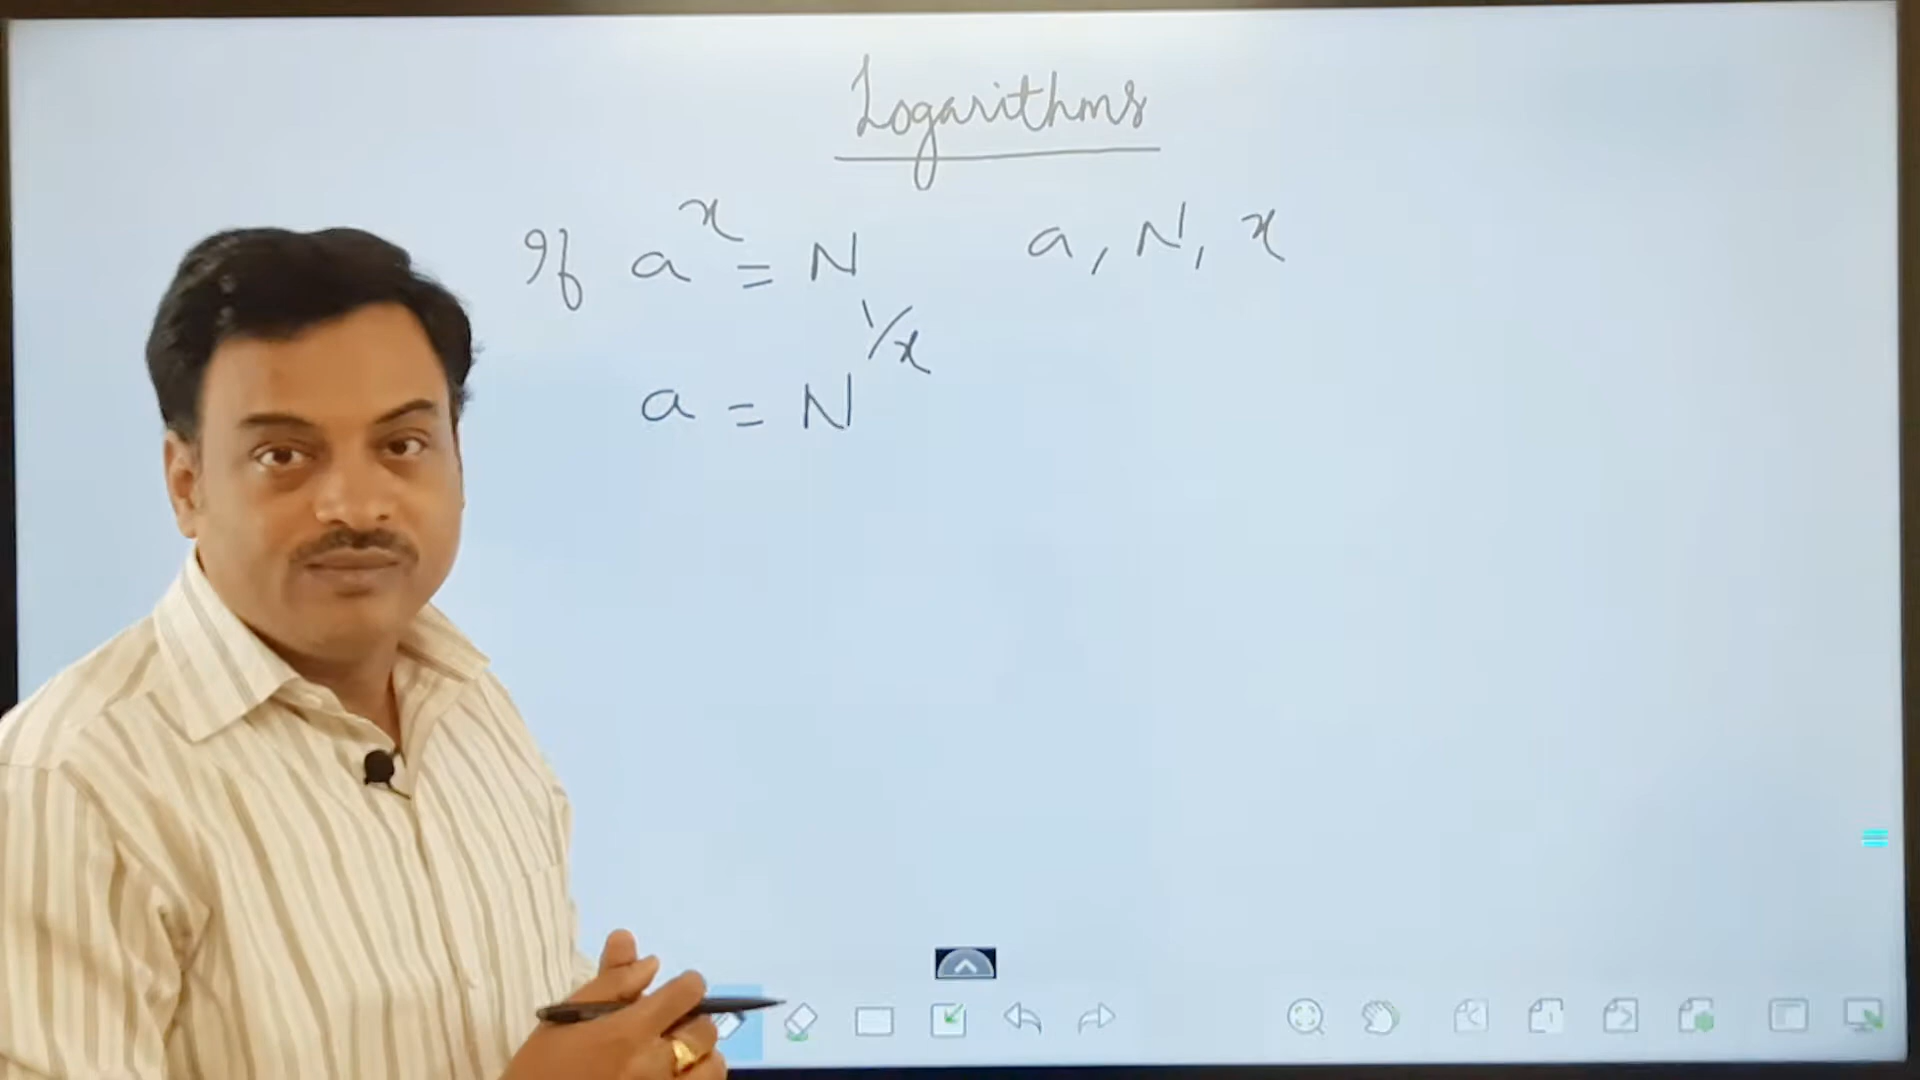 Logarithms
If a^x = N a, N, x
a = N^1/x